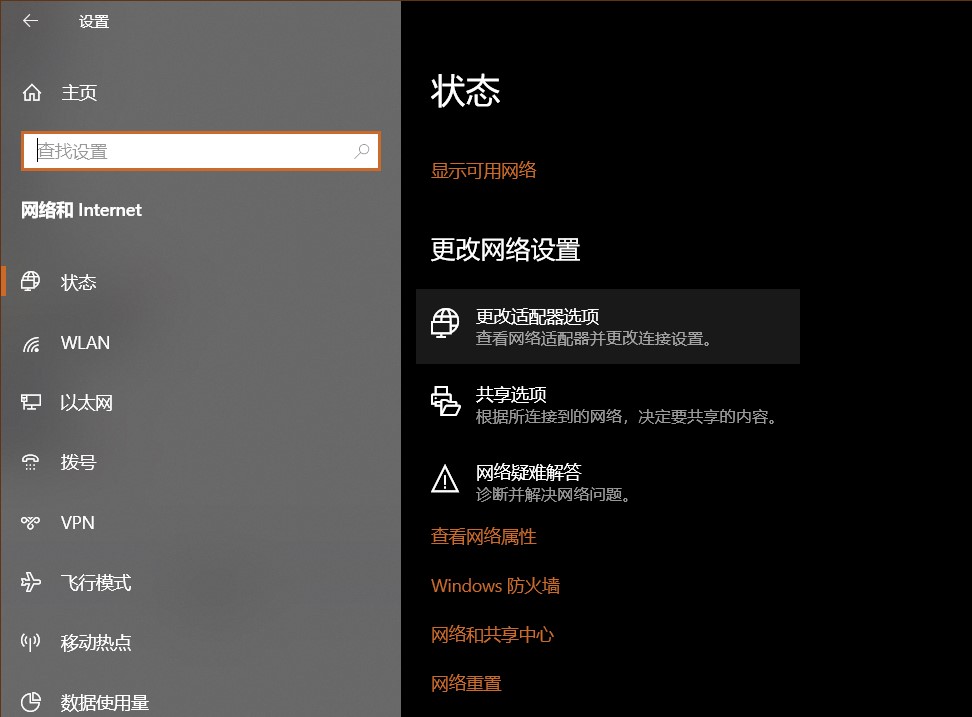 设置
主页
查找设置
网络和 Internet
状态
WLAN
以太网
拨号
VPN
飞行模式
移动热点
数据使用量
状态
显示可用网络
更改网络设置
更改适配器选项
查看网络适配器并更改连接设置。
共享选项
根据所连接到的网络，决定要共享的内容。
网络疑难解答
诊断并解决网络问题。
查看网络属性
Windows 防火墙
网络和共享中心
网络重置